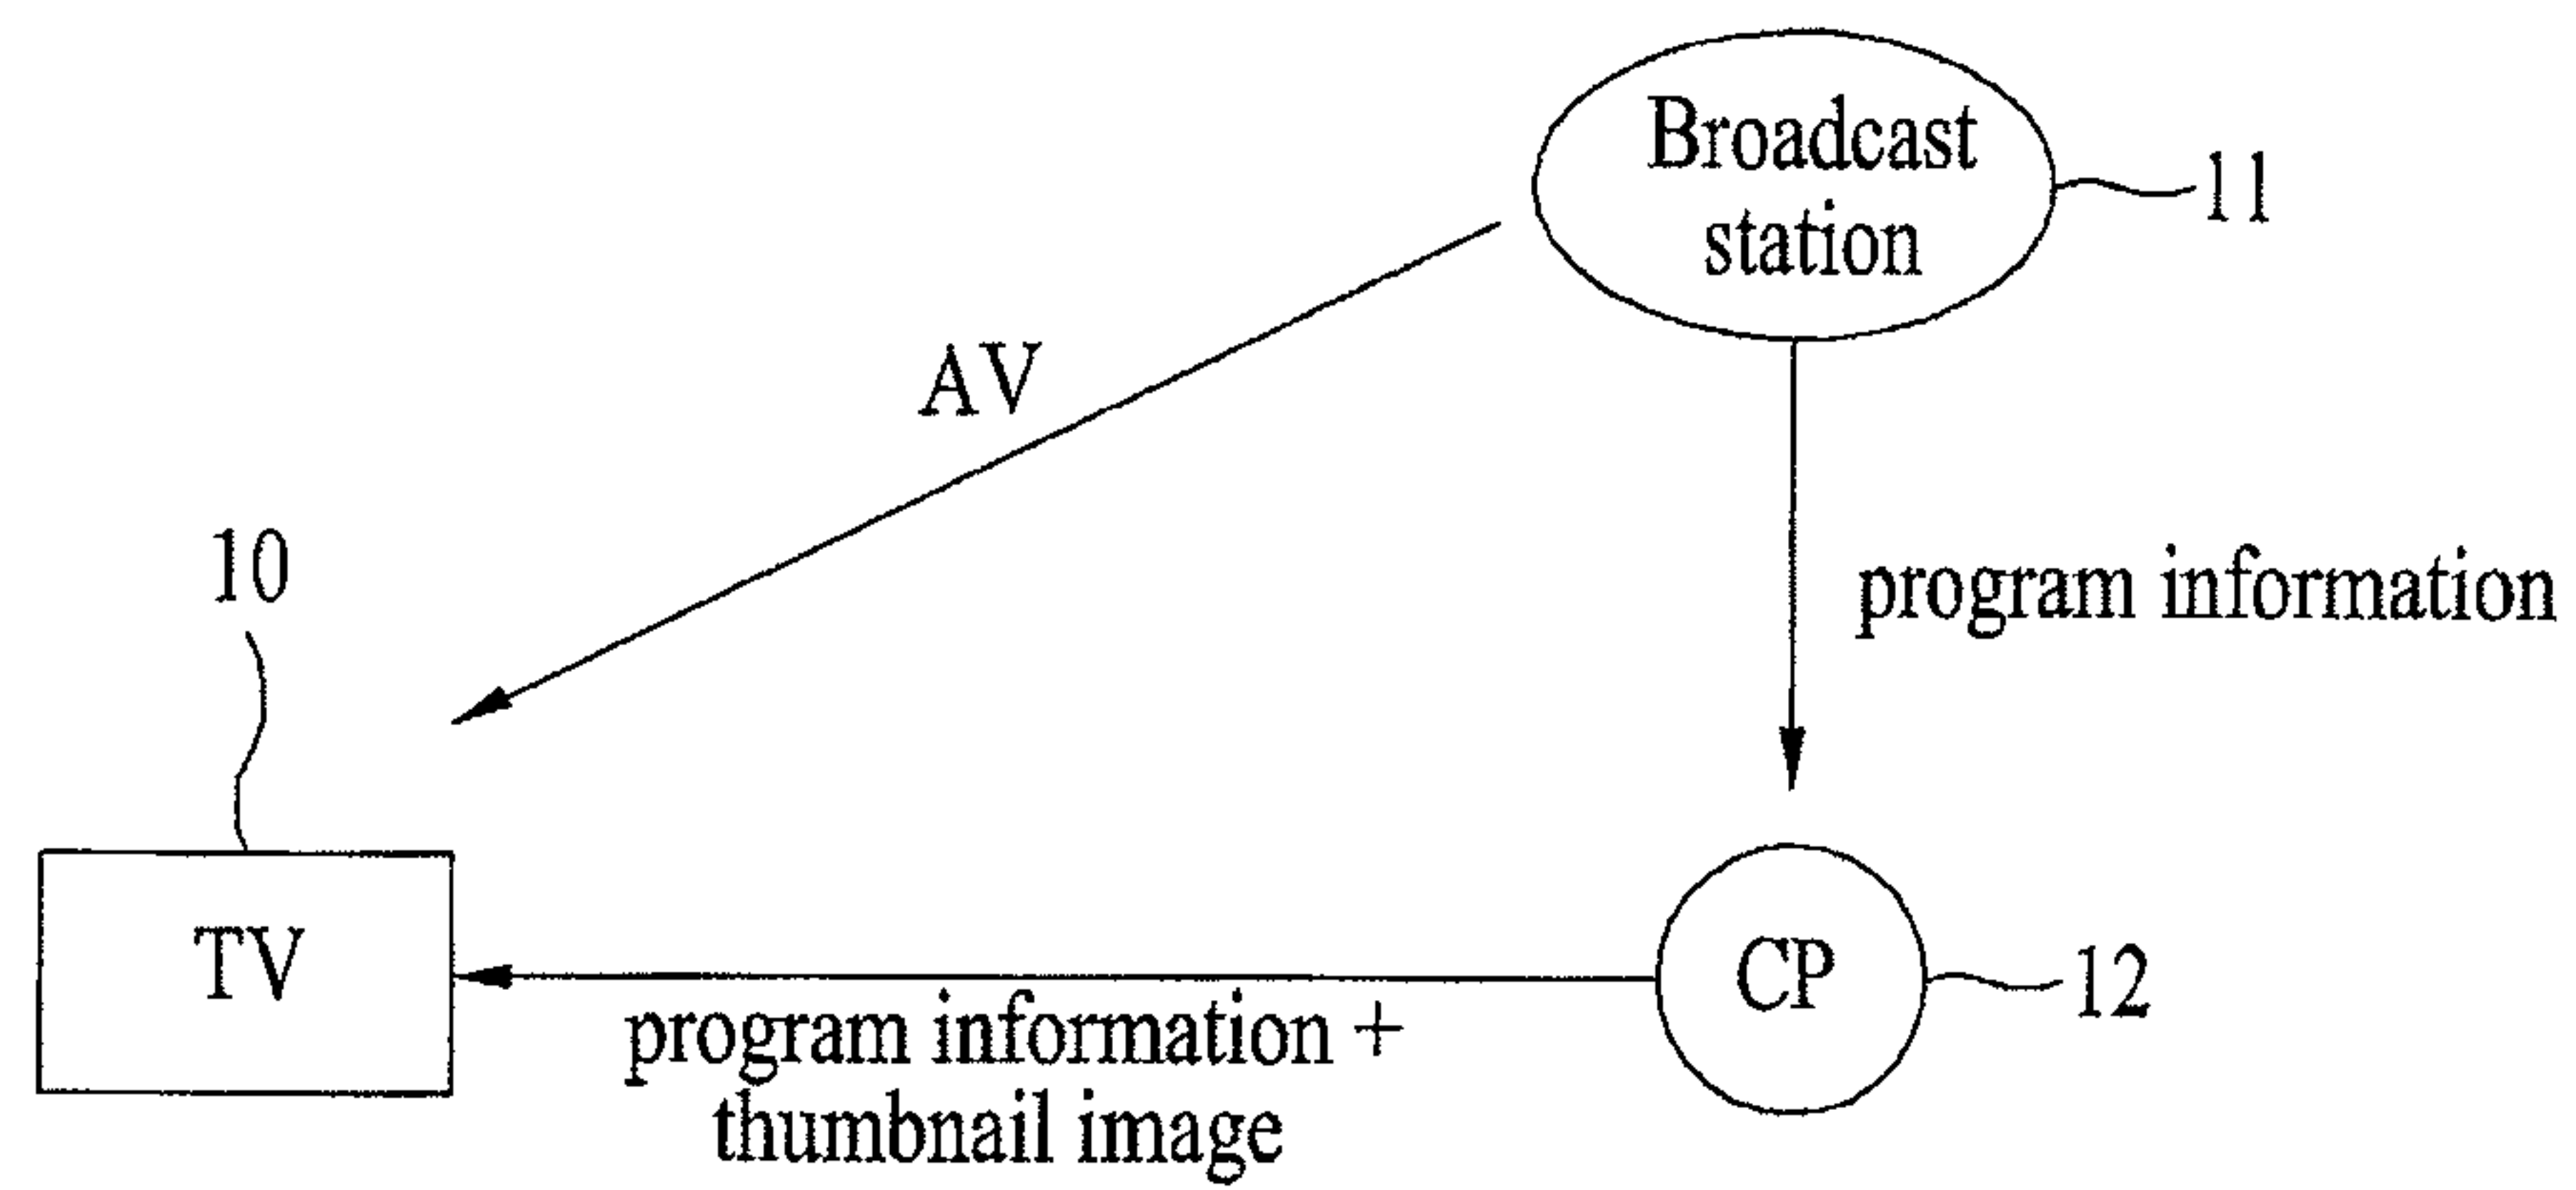 Broadcast
station
11
AV
10
program information
TV
CP
12
program information +
thumbnail image